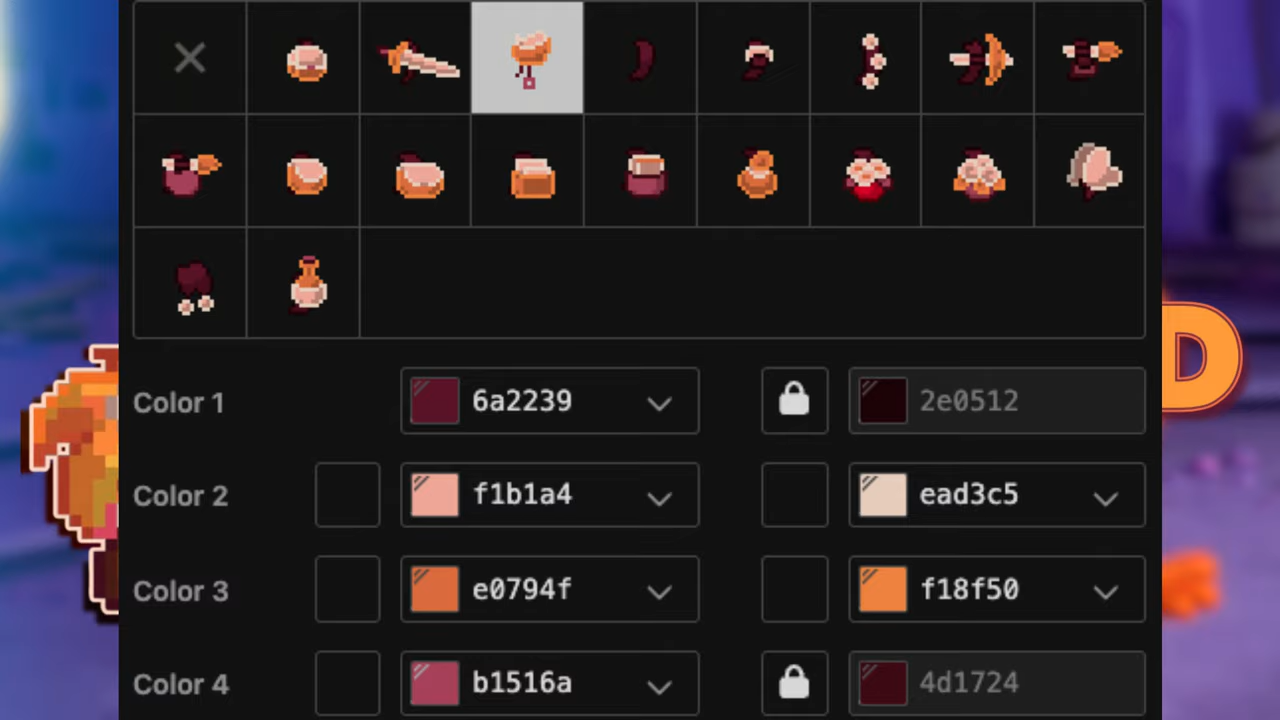 Color 1 6a2239 2e0512
Color 2 f1b1a4 ead3c5
Color 3 e0794f f18f50
Color 4 b1516a 4d1724
D